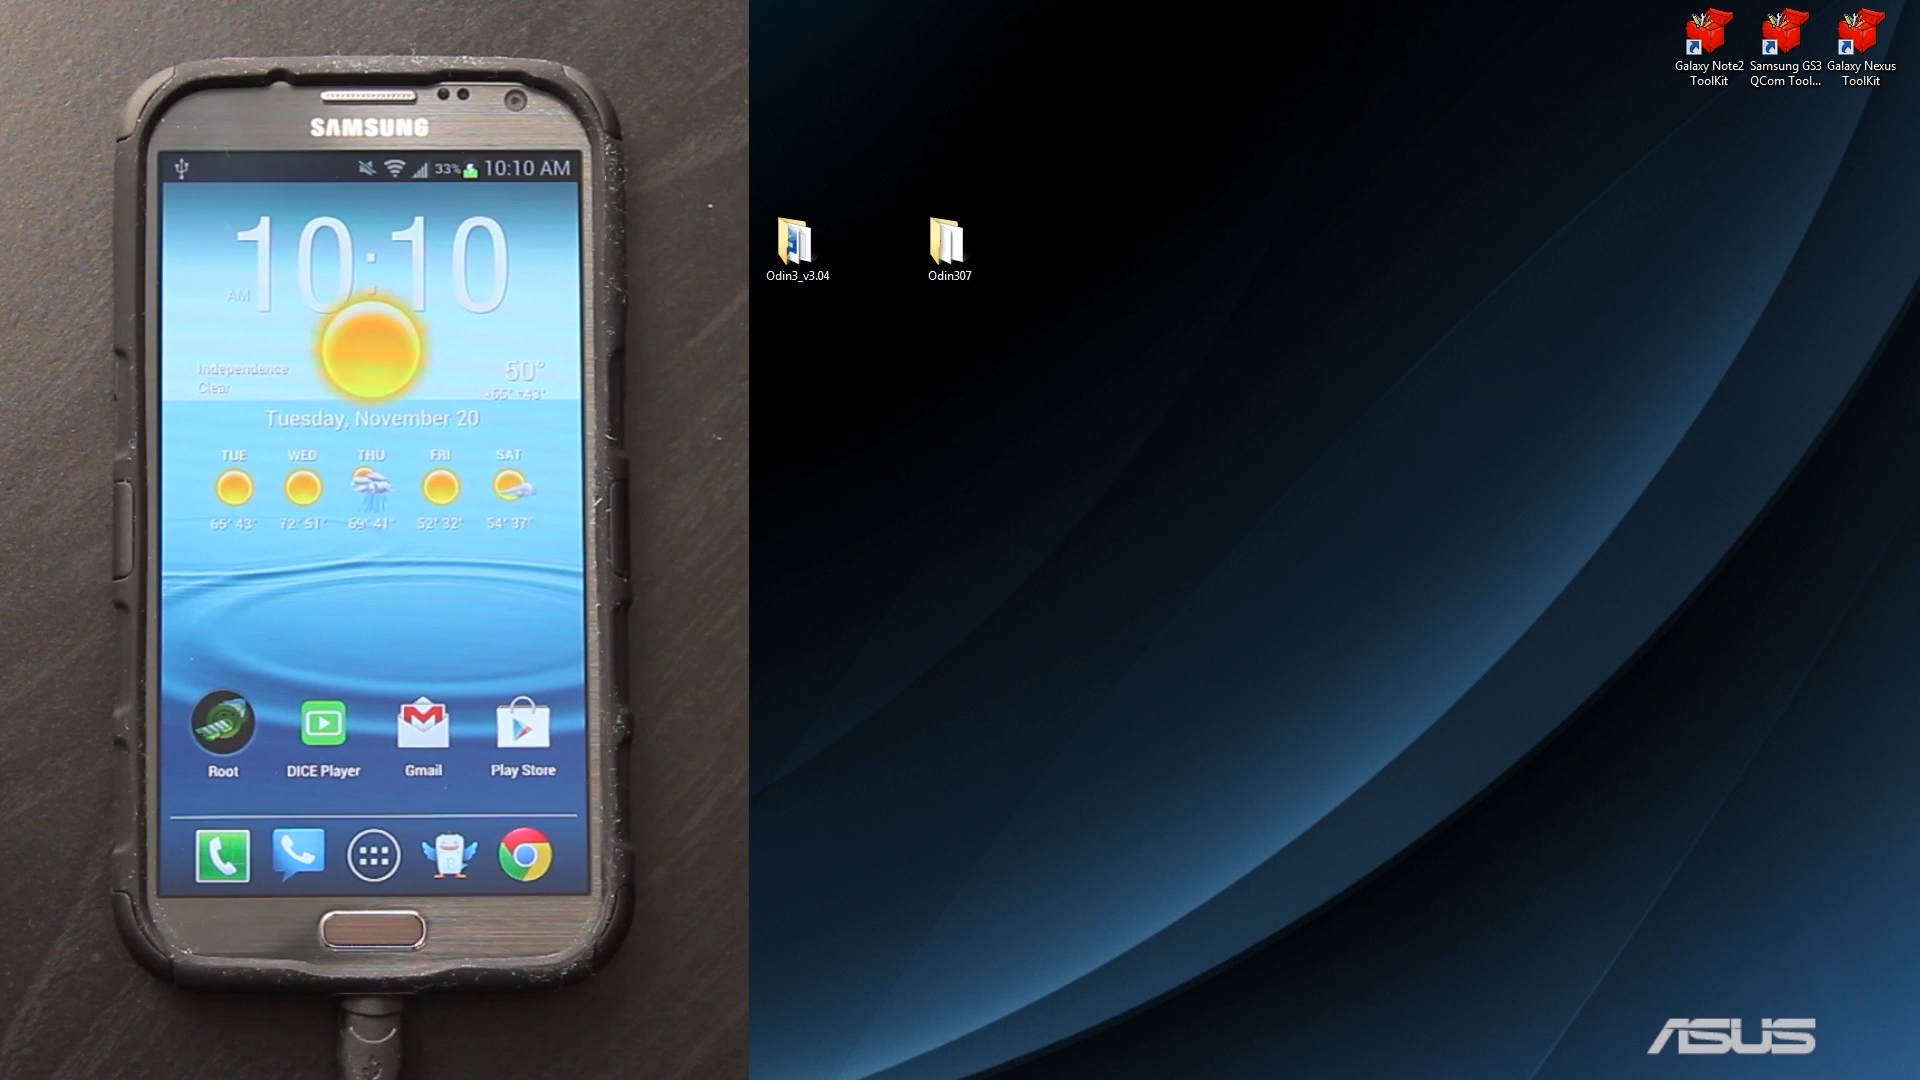 SAMSUNG
33% 10:10 AM
10:10
AM
Independence
Clear
50°
Tuesday, November 20
TUE WED THU FRI SAT
65° 43° 72° 51° 69° 41° 52° 32° 54° 37°
Root DICE Player Gmail Play Store
Galaxy Note2
ToolKit
Samsung GS3
QCom Tool...
Galaxy Nexus
ToolKit
Odin3_v3.04
Odin307
ASUS